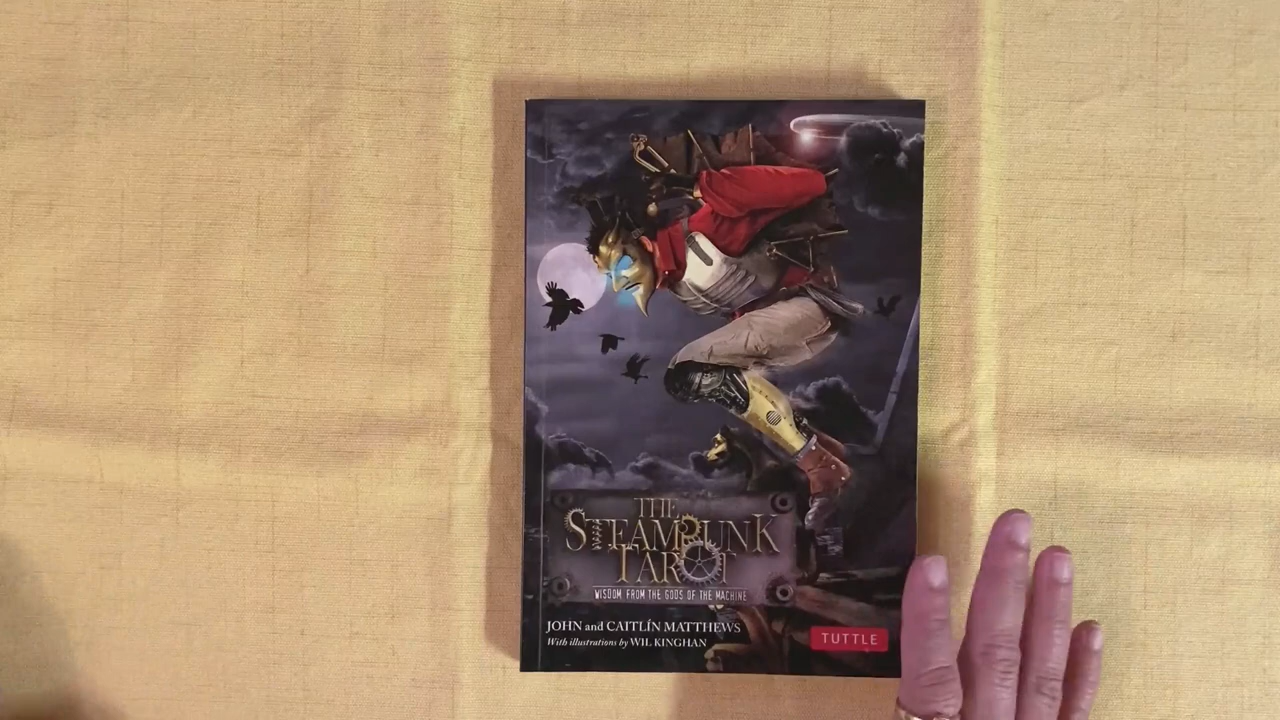 THE
STEAMPUNK
TAROT
WISDOM FROM THE GODS OF THE MACHINE
JOHN and CAITLÍN MATTHEWS
With illustrations by WIL KINGHAN
TUTTLE